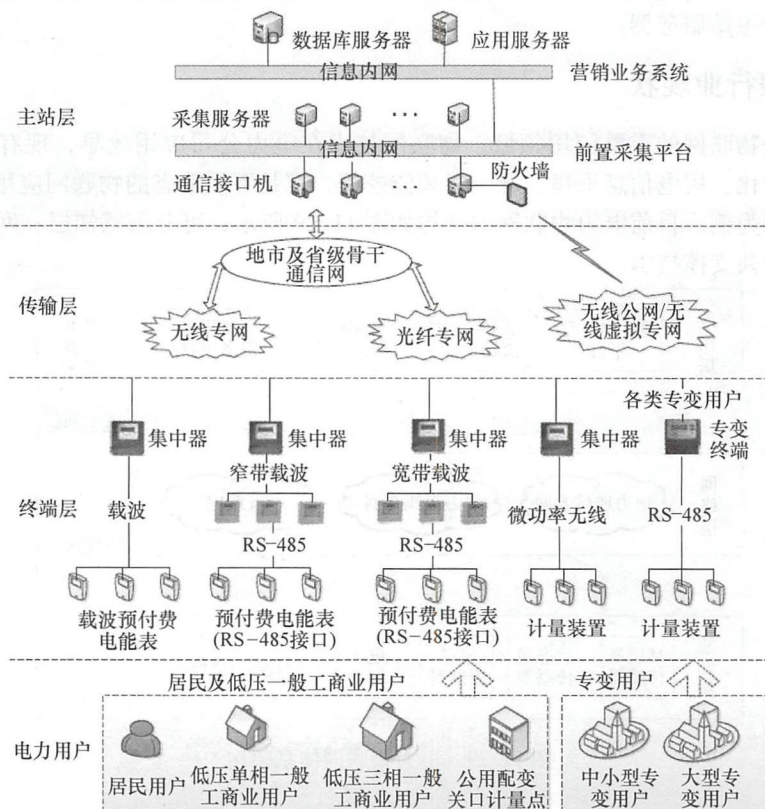 行业现状
数据库服务器
应用服务器
信息内网
营销业务系统
主站层
采集服务器
...
信息内网
前置采集平台
防火墙
通信接口机
...
地市及省级骨干
通信网
传输层
无线专网
光纤专网
无线公网/无
线虚拟专网
各类专变用户
集中器
集中器
集中器
集中器
专变
终端
窄带载波
宽带载波
终端层
载波
微功率无线
RS-485
RS-485
RS-485
载波预付费
电能表
预付费电能表
(RS-485接口)
预付费电能表
(RS-485接口)
计量装置
计量装置
居民及低压一般工商业用户
专变用户
电力用户
居民用户
低压单相一般
工商业用户
低压三相一般
工商业用户
公用配变
关口计量点
中小型专
变用户
大型专
变用户